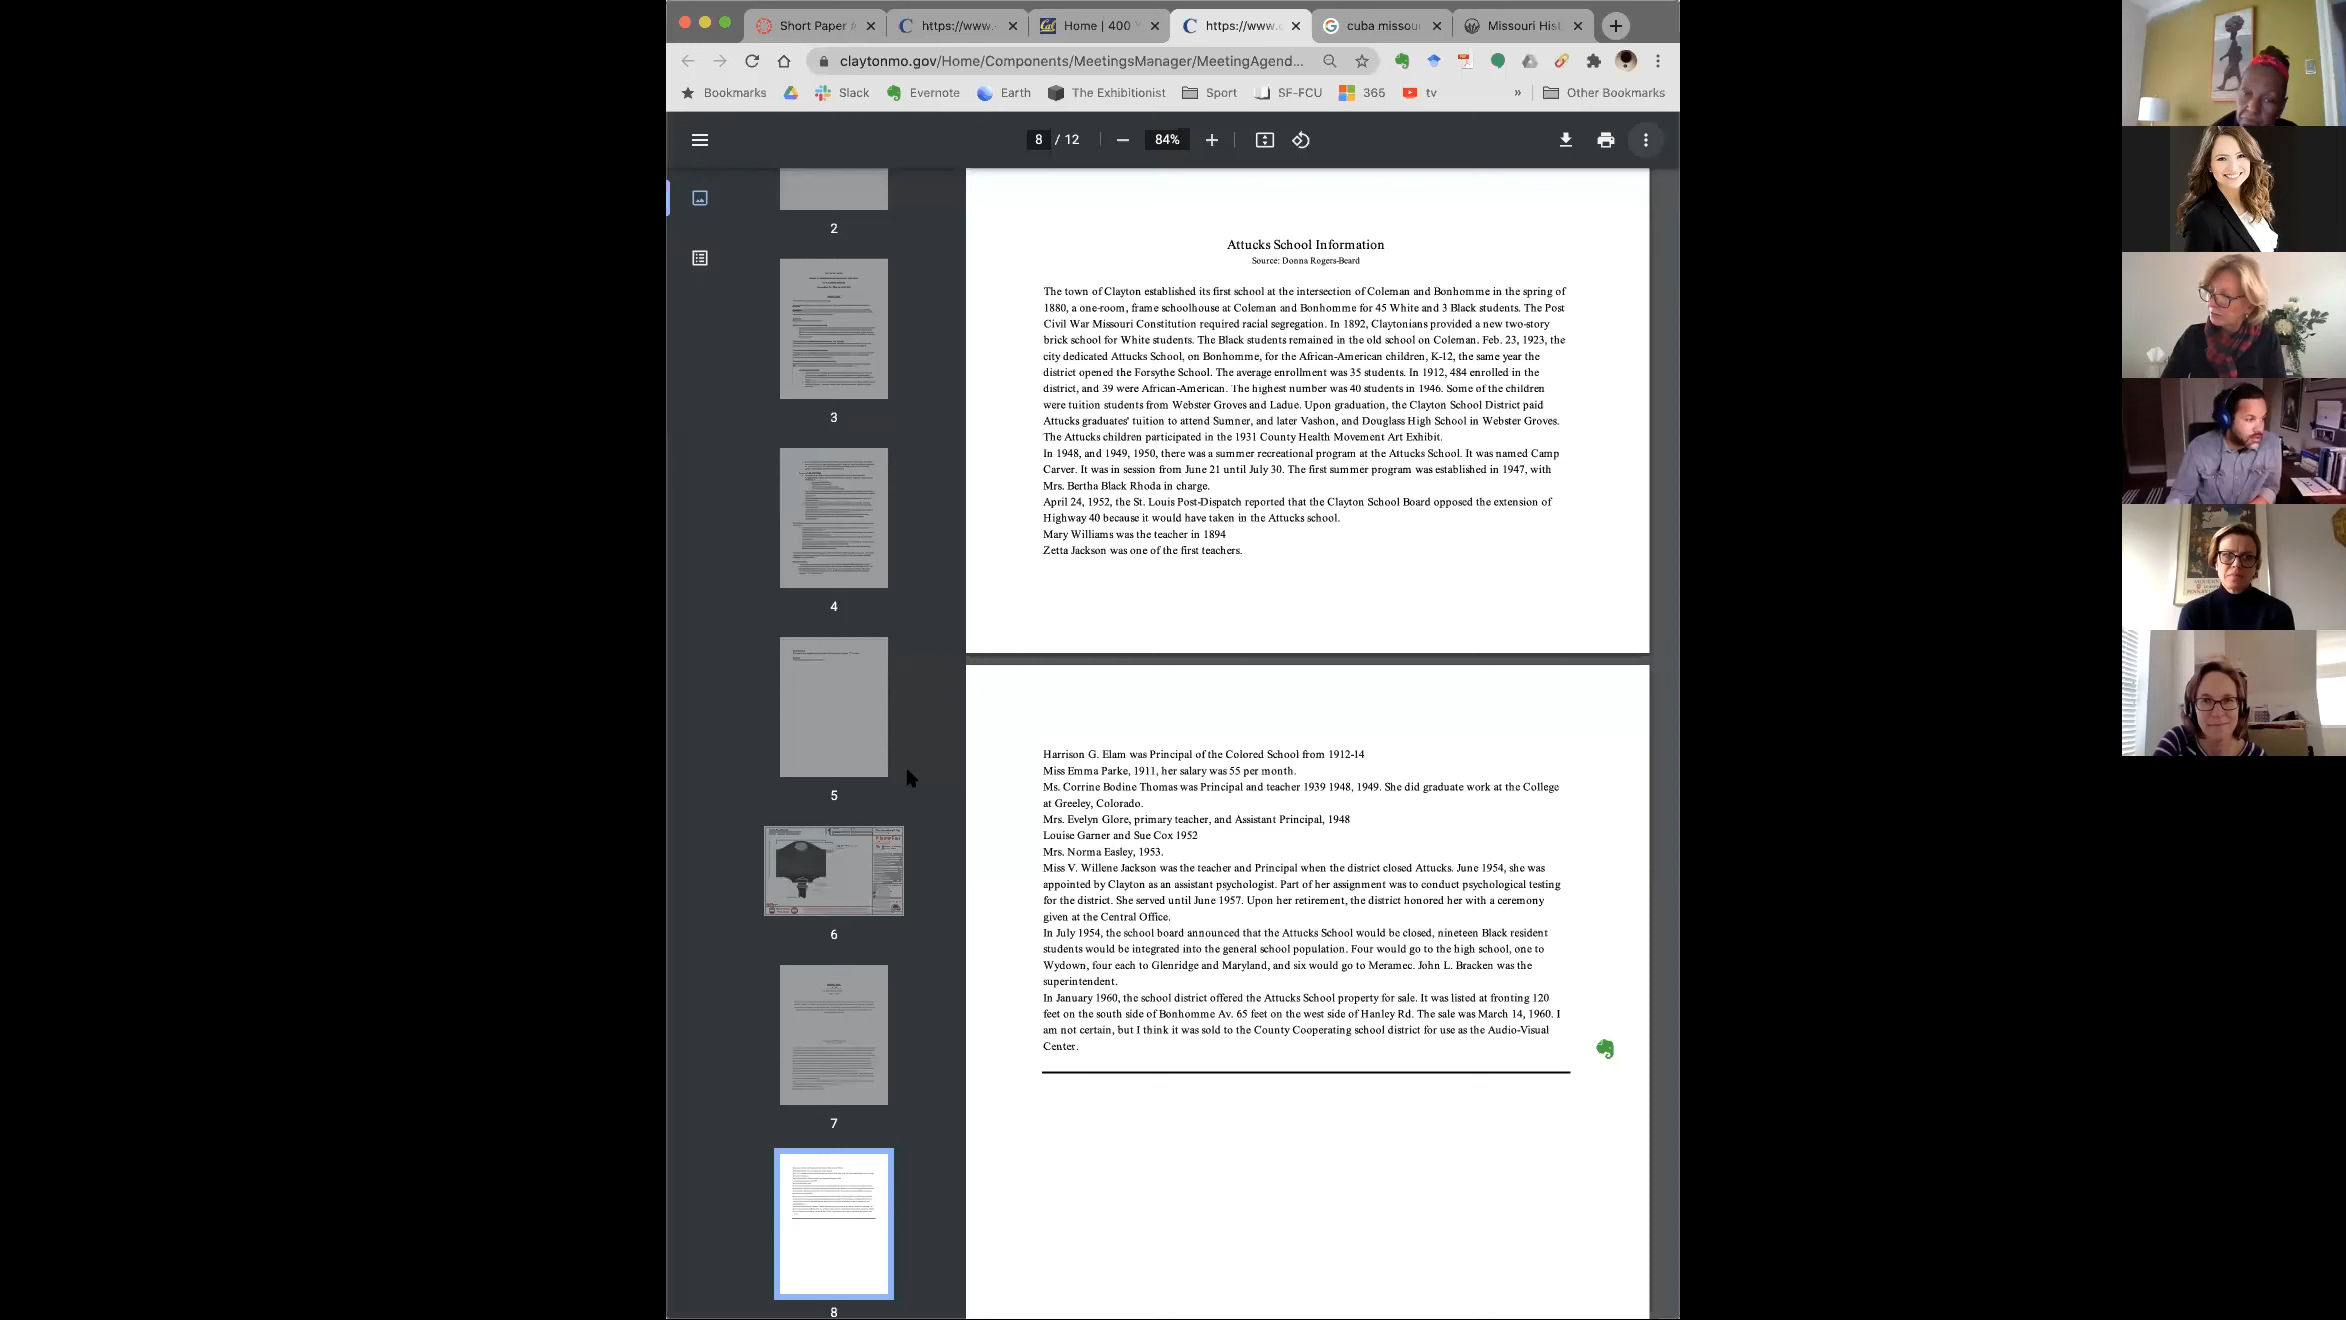 Short Paper
https://www.
Home | 400
https://www.
cuba missou
Missouri His
claytonmo.gov/Home/Components/MeetingsManager/MeetingAgend...
Bookmarks
Slack
Evernote
Earth
The Exhibitionist
Sport
SF-FCU
365
tv
»
Other Bookmarks
8 / 12
84%
2
3
4
5
6
7
8
Attucks School Information
Source: Donna Rogers-Beard
The town of Clayton established its first school at the intersection of Coleman and Bonhomme in the spring of
1880, a one-room, frame schoolhouse at Coleman and Bonhomme for 45 White and 3 Black students. The Post
Civil War Missouri Constitution required racial segregation. In 1892, Claytonians provided a new two-story
brick school for White students. The Black students remained in the old school on Coleman. Feb. 23, 1923, the
city dedicated Attucks School, on Bonhomme, for the African-American children, K-12, the same year the
district opened the Forsythe School. The average enrollment was 35 students. In 1912, 484 enrolled in the
district, and 39 were African-American. The highest number was 40 students in 1946. Some of the children
were tuition students from Webster Groves and Ladue. Upon graduation, the Clayton School District paid
Attucks graduates' tuition to attend Sumner, and later Vashon, and Douglass High School in Webster Groves.
The Attucks children participated in the 1931 County Health Movement Art Exhibit.
In 1948, and 1949, 1950, there was a summer recreational program at the Attucks School. It was named Camp
Carver. It was in session from June 21 until July 30. The first summer program was established in 1947, with
Mrs. Bertha Black Rhoda in charge.
April 24, 1952, the St. Louis Post-Dispatch reported that the Clayton School Board opposed the extension of
Highway 40 because it would have taken in the Attucks school.
Mary Williams was the teacher in 1894
Zetta Jackson was one of the first teachers.
Harrison G. Elam was Principal of the Colored School from 1912-14
Miss Emma Parke, 1911, her salary was 55 per month.
Ms. Corrine Bodine Thomas was Principal and teacher 1939 1948, 1949. She did graduate work at the College
at Greeley, Colorado.
Mrs. Evelyn Glore, primary teacher, and Assistant Principal, 1948
Louise Garner and Sue Cox 1952
Mrs. Norma Easley, 1953.
Miss V. Willene Jackson was the teacher and Principal when the district closed Attucks. June 1954, she was
appointed by Clayton as an assistant psychologist. Part of her assignment was to conduct psychological testing
for the district. She served until June 1957. Upon her retirement, the district honored her with a ceremony
given at the Central Office.
In July 1954, the school board announced that the Attucks School would be closed, nineteen Black resident
students would be integrated into the general school population. Four would go to the high school, one to
Wydown, four each to Glenridge and Maryland, and six would go to Meramec. John L. Bracken was the
superintendent.
In January 1960, the school district offered the Attucks School property for sale. It was listed at fronting 120
feet on the south side of Bonhomme Av. 65 feet on the west side of Hanley Rd. The sale was March 14, 1960. I
am not certain, but I think it was sold to the County Cooperating school district for use as the Audio-Visual
Center.